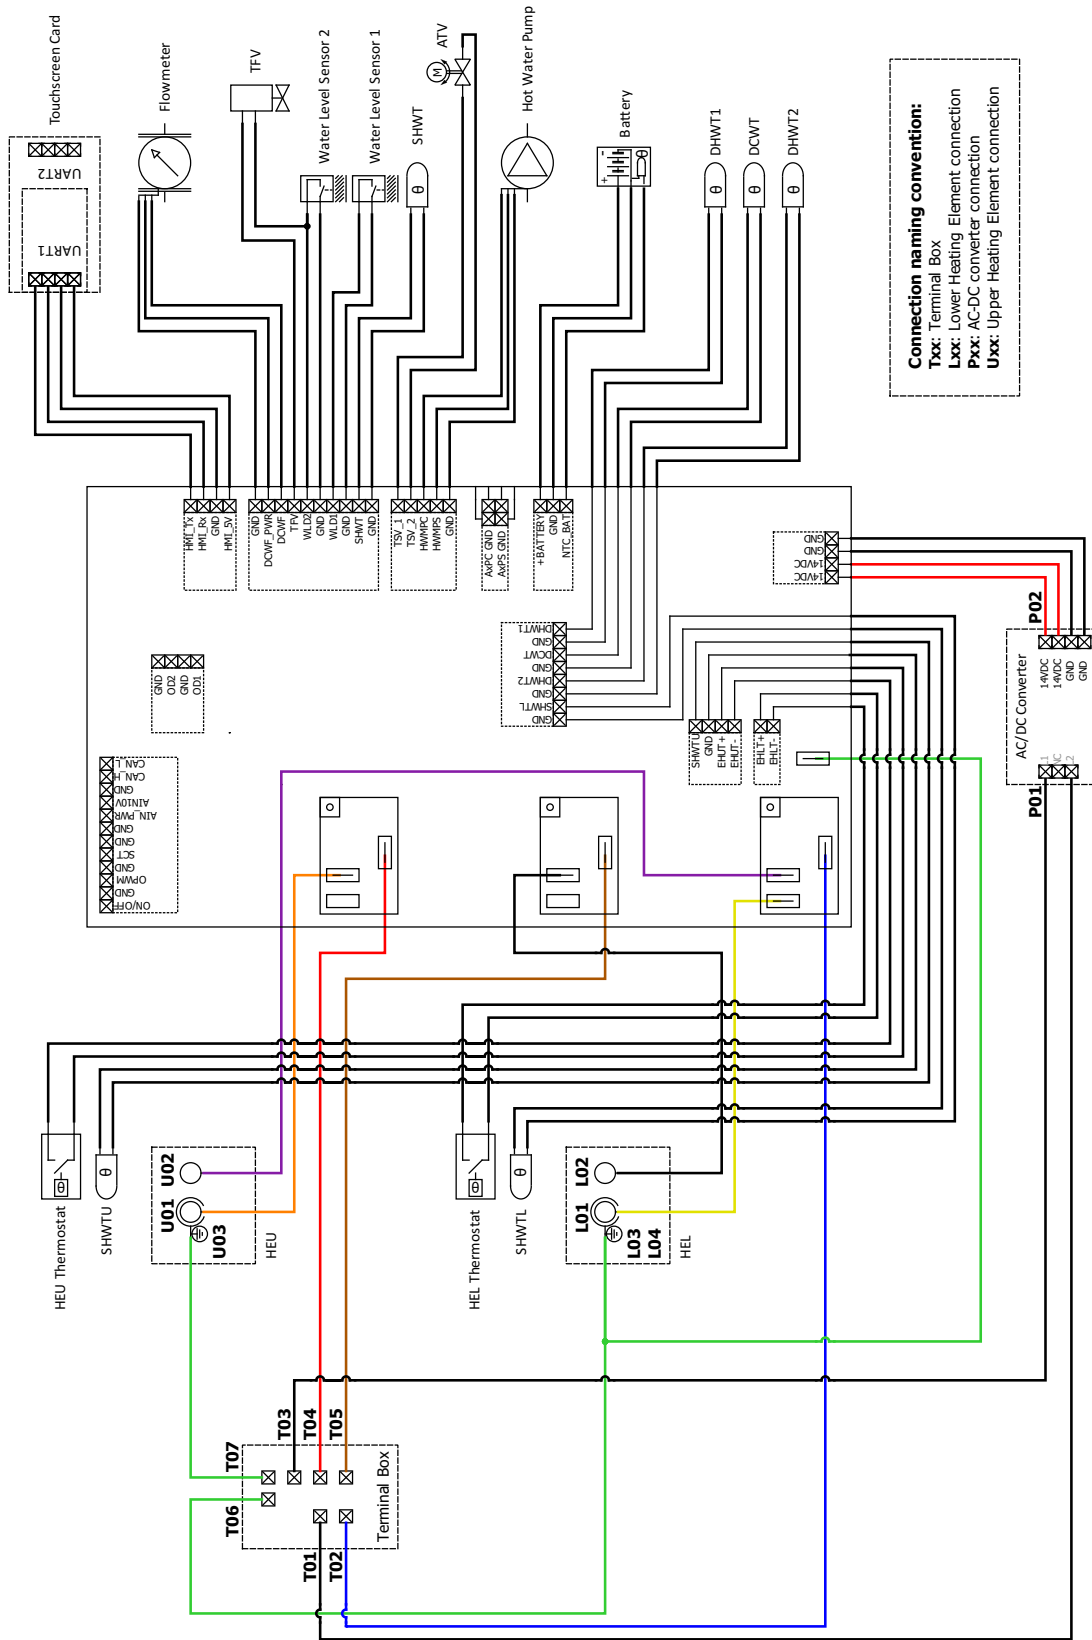 Touchscreen Card
UART2
UART1
Flowmeter
TFV
Water Level Sensor 2
Water Level Sensor 1
SHWT
ATV
M
Hot Water Pump
Battery
+
-
DHWT1
DCWT
DHWT2
θ
θ
θ
θ
θ
Connection naming convention:
Txx: Terminal Box
Lxx: Lower Heating Element connection
Pxx: AC-DC converter connection
Uxx: Upper Heating Element connection
HMI_Tx
HMI_Rx
GND
HMI_5V
GND
DCWF_PWR
DCWF
TFV
WLD2
GND
WLD1
GND
SHWT
GND
TSV_1
TSV_2
HWMPC
HWMPS
GND
AxPC GND
AxPS GND
+BATTERY
GND
NTC_BAT
GND
GND
14VDC
14VDC
GND
OD2
GND
OD1
DHWT1
GND
DCWT
GND
DHWT2
GND
SHWTL
GND
SHWTU
GND
EHUT+
EHUT-
EHLT+
EHLT-
CAN_L
CAN_H
GND
AIN10V
AIN_PWR
GND
GND
SCT
GND
OPWM
GND
ON/OFF
P02
14VDC
14VDC
GND
GND
AC/DC Converter
L1
NC
L2
P01
HEU Thermostat
θ
SHWTU
θ
U02
U01
U03
HEU
HEL Thermostat
θ
SHWTL
θ
L02
L01
L03
L04
HEL
T07
T06
T03
T04
T05
T01
T02
Terminal Box